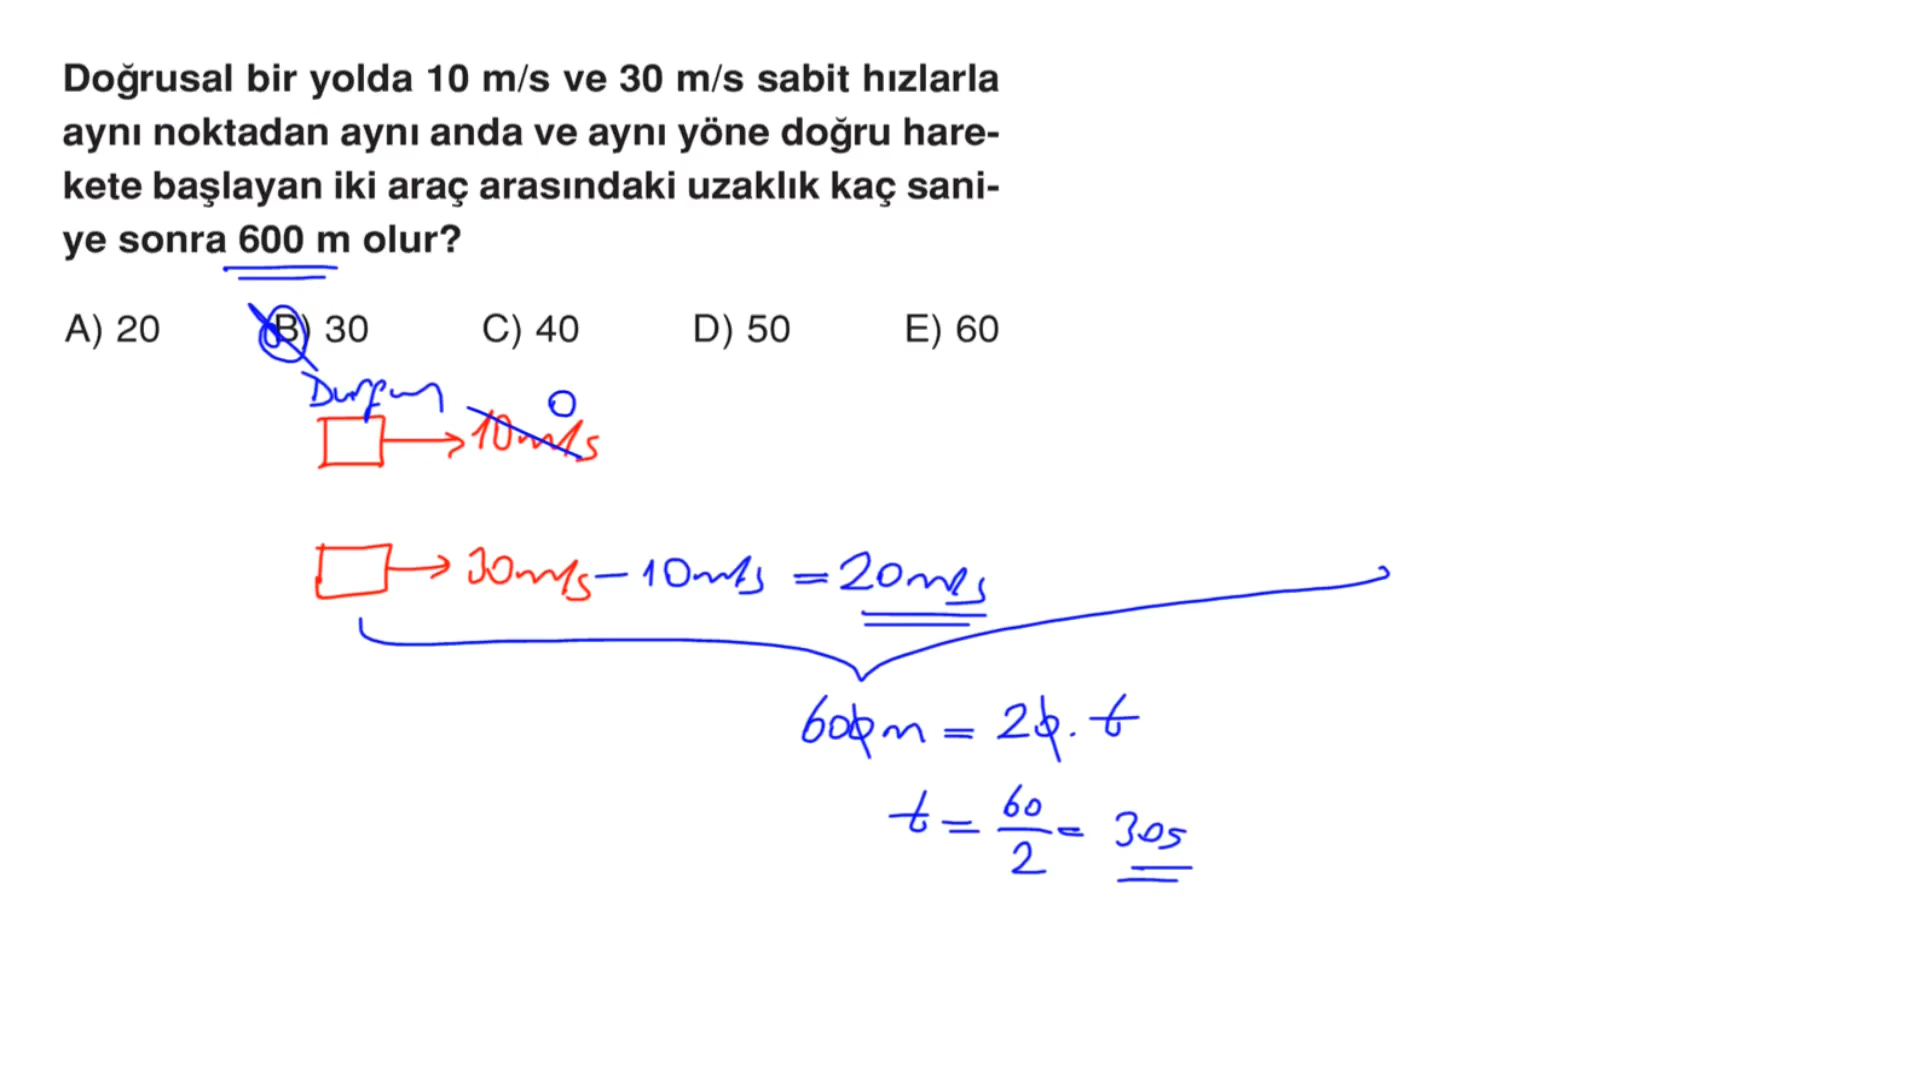 Doğrusal bir yolda 10 m/s ve 30 m/s sabit hızlarla
aynı noktadan aynı anda ve aynı yöne doğru hare-
kete başlayan iki araç arasındaki uzaklık kaç sani-
ye sonra 600 m olur?
A) 20 B) 30 C) 40 D) 50 E) 60
Durgun
0
10m/s
30m/s - 10m/s = 20m/s
600m = 20.t
t = 60/2 = 30s